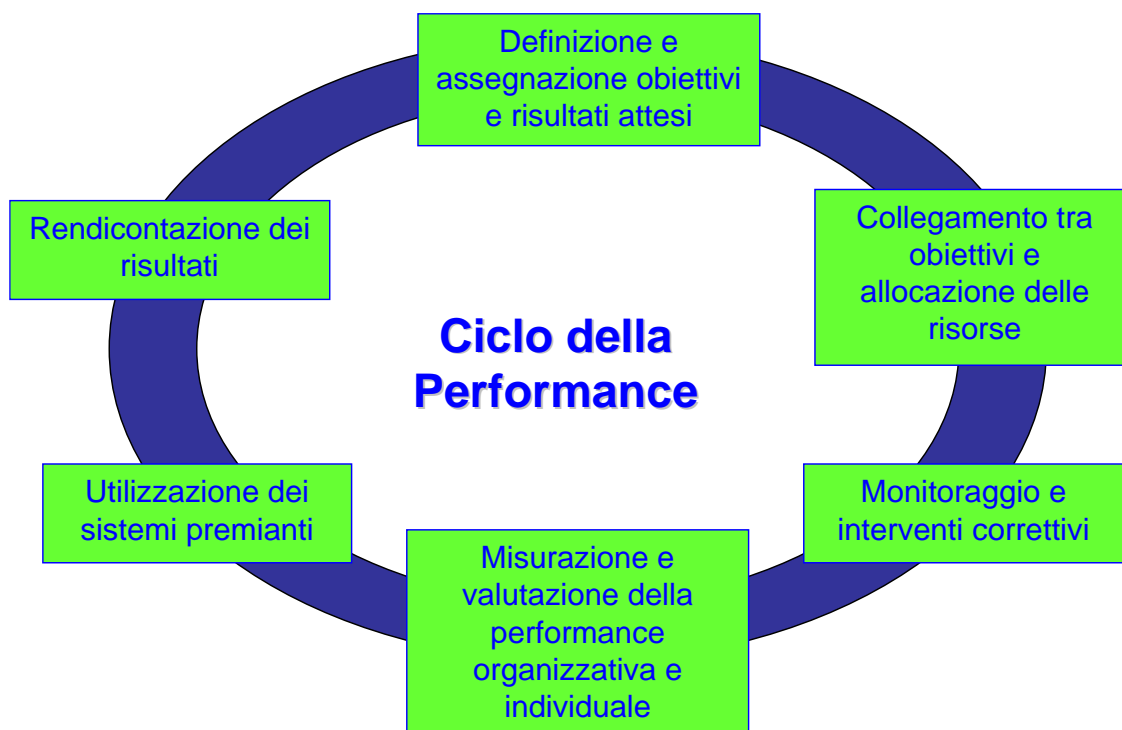 Definizione e
assegnazione obiettivi
e risultati attesi
Collegamento tra
obiettivi e
allocazione delle
risorse
Monitoraggio e
interventi correttivi
Misurazione e
valutazione della
performance
organizzativa e
individuale
Utilizzazione dei
sistemi premianti
Rendicontazione dei
risultati
Ciclo della
Performance